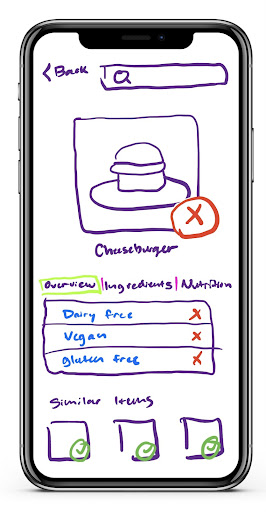 < Back
X
Cheeseburger
Overview | Ingredients | Nutrition
Dairy free X
Vegan X
gluten free X
Similar Items